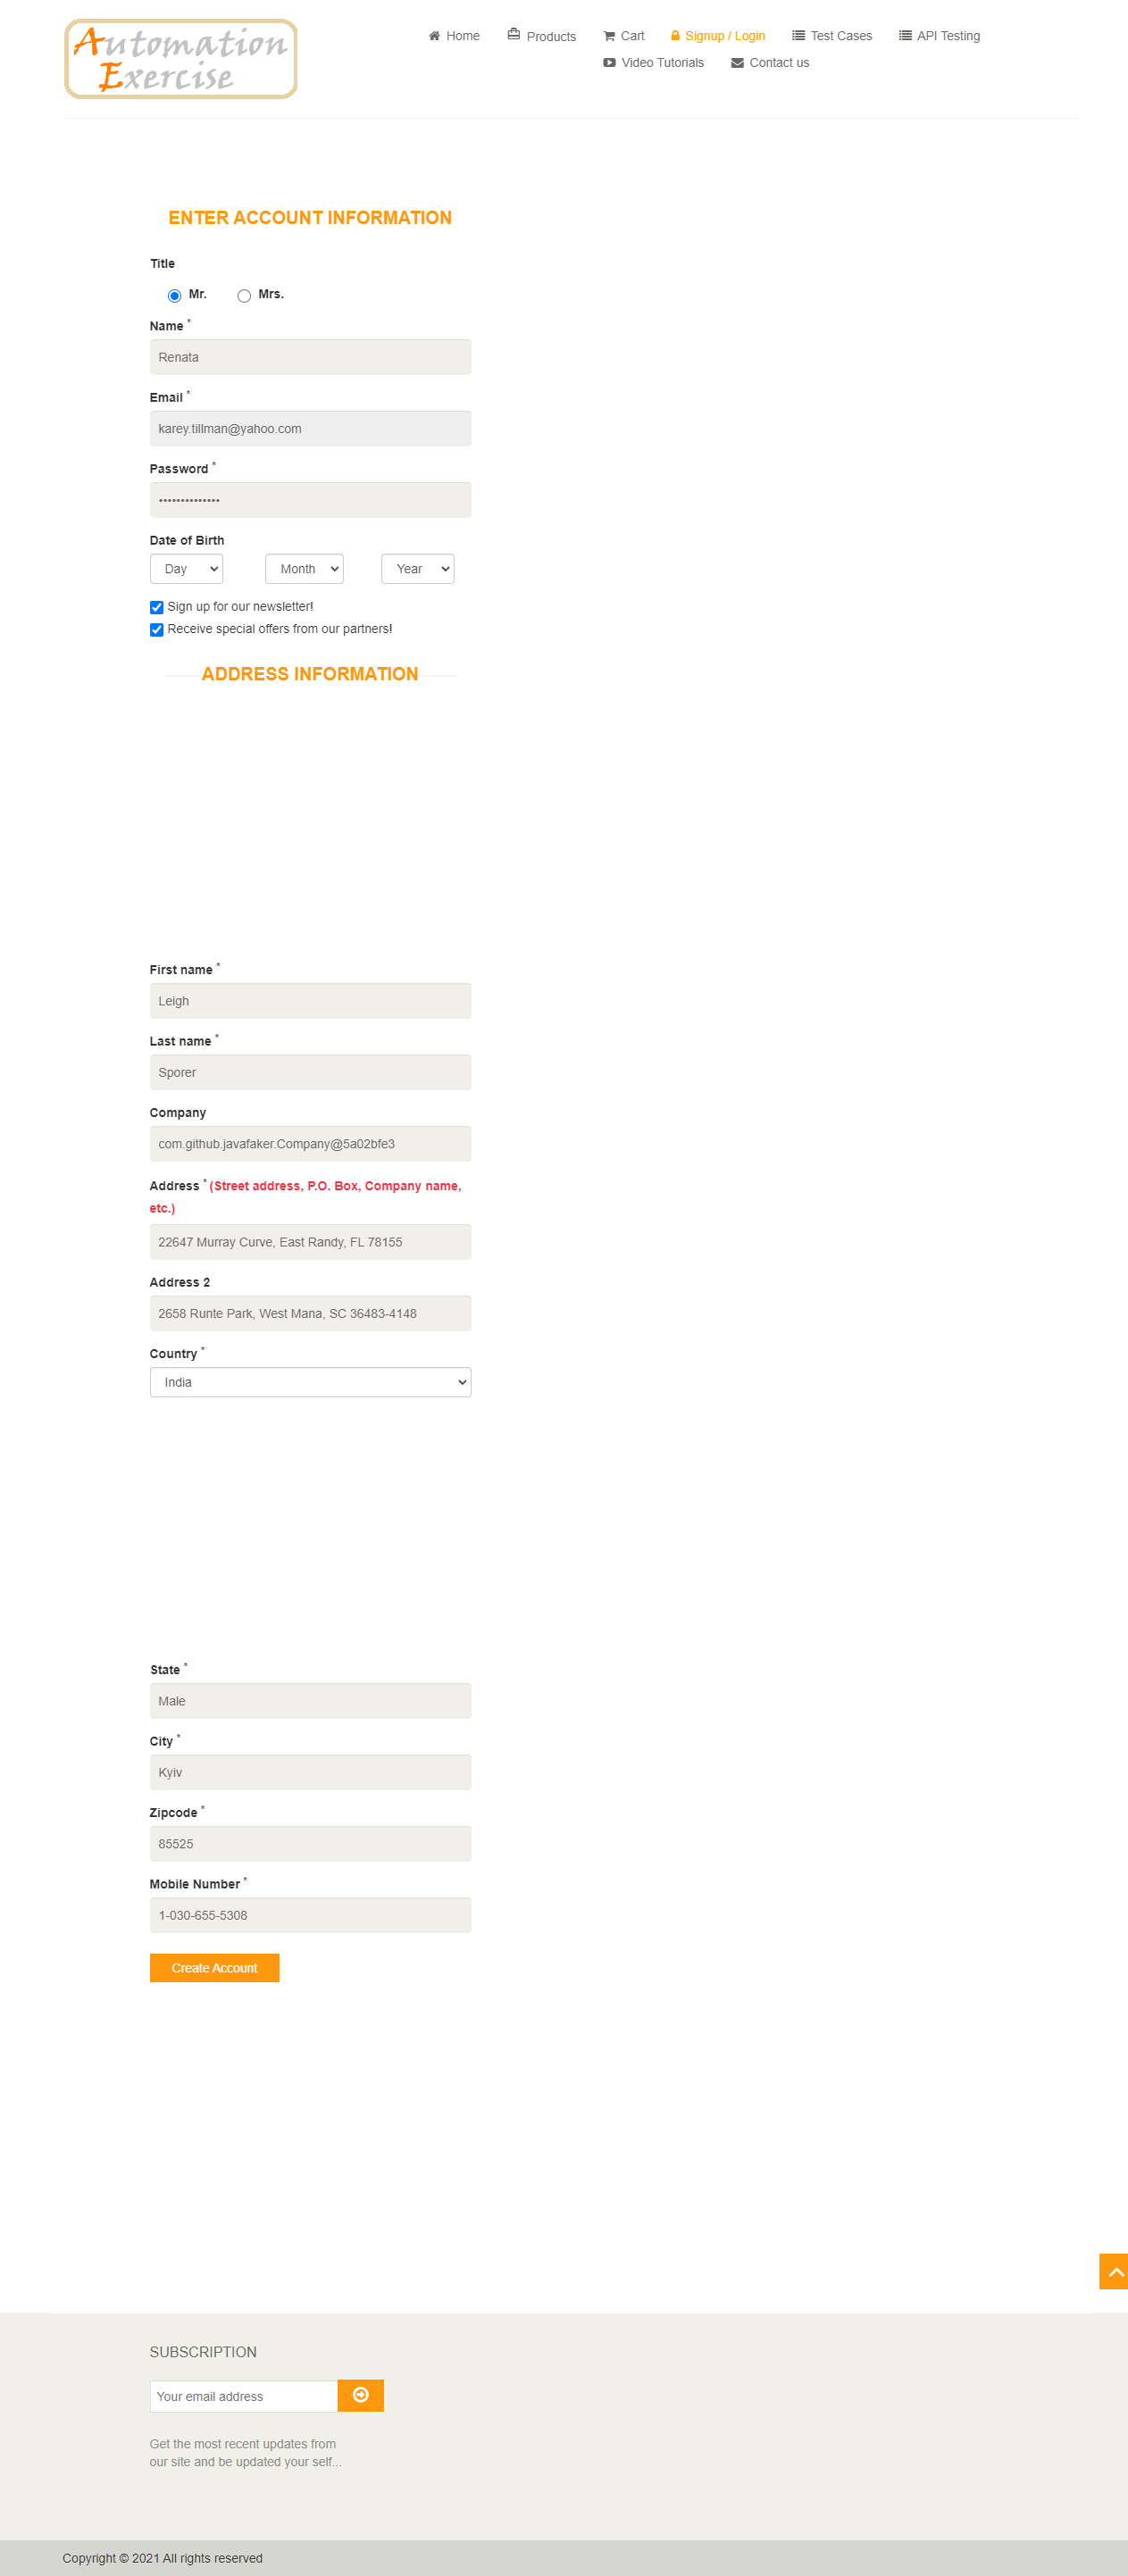 Automation
Exercise
Home
Products
Cart
Signup / Login
Test Cases
API Testing
Video Tutorials
Contact us
ENTER ACCOUNT INFORMATION
Title
Mr.
Mrs.
Name *
Renata
Email *
karey.tillman@yahoo.com
Password *
••••••••••••••
Date of Birth
Day
Month
Year
Sign up for our newsletter!
Receive special offers from our partners!
ADDRESS INFORMATION
First name *
Leigh
Last name *
Sporer
Company
com.github.javafaker.Company@5a02bfe3
Address * (Street address, P.O. Box, Company name,
etc.)
22647 Murray Curve, East Randy, FL 78155
Address 2
2658 Runte Park, West Mana, SC 36483-4148
Country *
India
State *
Male
City *
Kyiv
Zipcode *
85525
Mobile Number *
1-030-655-5308
Create Account
SUBSCRIPTION
Your email address
Get the most recent updates from
our site and be updated your self...
Copyright © 2021 All rights reserved